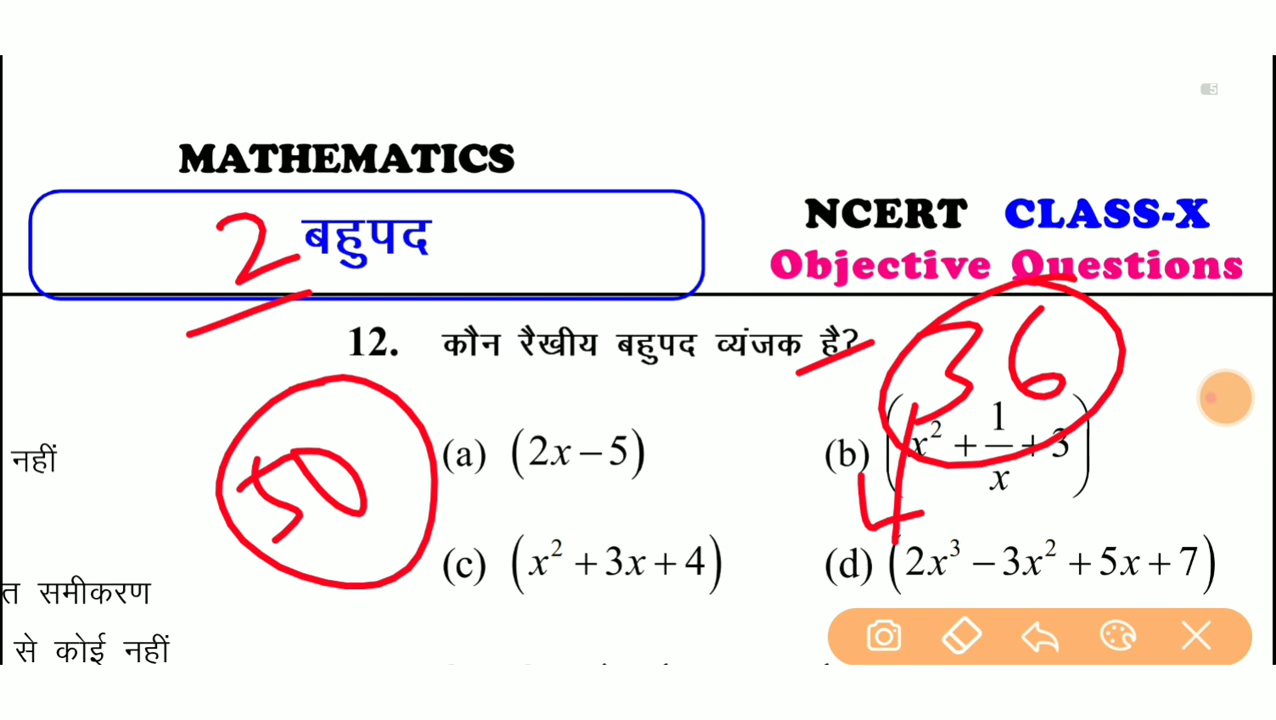 5
MATHEMATICS
2 बहुपद
NCERT CLASS-X
Objective Questions
12. कौन रैखीय बहुपद व्यंजक है?
36
नहीं
50
(a) (2x – 5)
(b) (x² + 1/x + 3)
4
(c) (x² + 3x + 4)
(d) (2x³ – 3x² + 5x + 7)
त समीकरण
से कोई नहीं